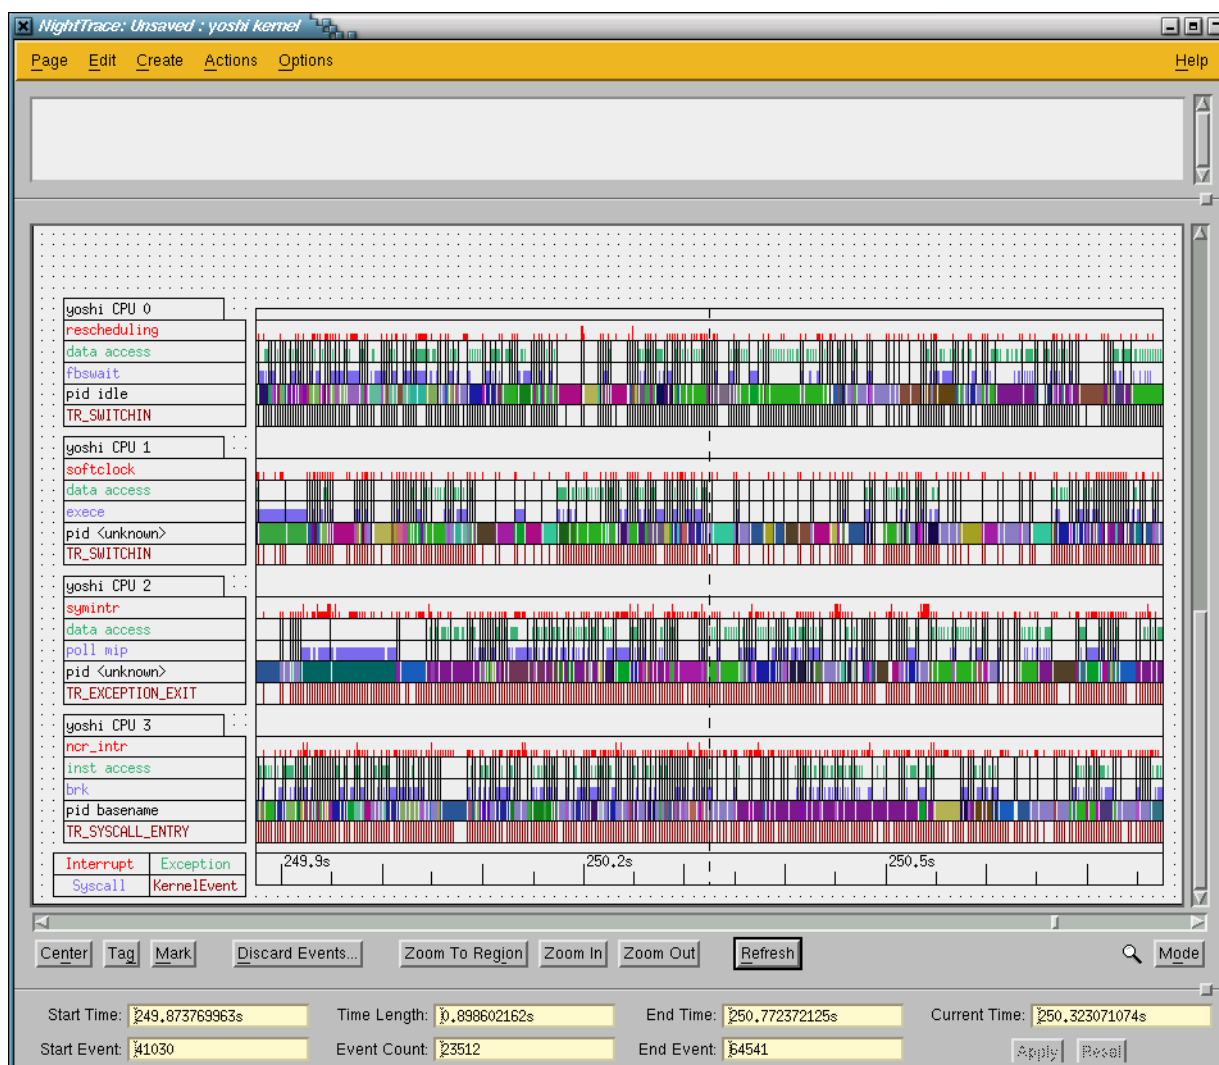 NightTrace: Unsaved : yoshi kernel
Page Edit Create Actions Options Help
yoshi CPU 0
rescheduling
data access
fbswait
pid idle
TR_SWITCHIN
yoshi CPU 1
softclock
data access
exece
pid <unknown>
TR_SWITCHIN
yoshi CPU 2
symintr
data access
poll mip
pid <unknown>
TR_EXCEPTION_EXIT
yoshi CPU 3
ncr_intr
inst access
brk
pid basename
TR_SYSCALL_ENTRY
Interrupt Exception 249.9s 250.2s 250.5s
Syscall KernelEvent
Center Tag Mark Discard Events... Zoom To Region Zoom In Zoom Out Refresh Mode
Start Time: 249.873769963s Time Length: 0.898602162s End Time: 250.772372125s Current Time: 250.323071074s
Start Event: 41030 Event Count: 23512 End Event: 64541 Apply Reset